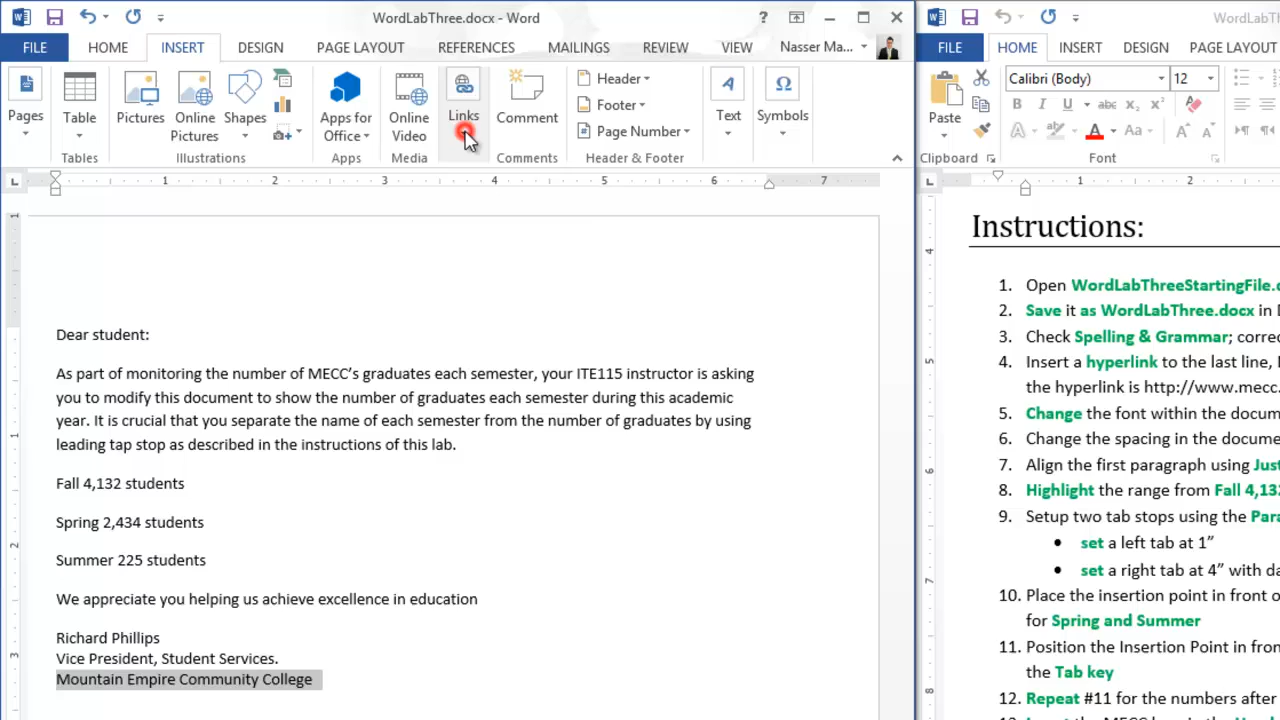 WordLabThree.docx - Word
FILE HOME INSERT DESIGN PAGE LAYOUT REFERENCES MAILINGS REVIEW VIEW Nasser Ma...
Pages
Table
Pictures
Online
Pictures
Shapes
Apps for
Office
Online
Video
Links
Comment
Header
Footer
Page Number
Text
Symbols
Tables Illustrations Apps Media Comments Header & Footer
1 2 3 4 5 6 7
Dear student:
As part of monitoring the number of MECC’s graduates each semester, your ITE115 instructor is asking
you to modify this document to show the number of graduates each semester during this academic
year. It is crucial that you separate the name of each semester from the number of graduates by using
leading tap stop as described in the instructions of this lab.
Fall 4,132 students
Spring 2,434 students
Summer 225 students
We appreciate you helping us achieve excellence in education
Richard Phillips
Vice President, Student Services.
Mountain Empire Community College
FILE HOME INSERT DESIGN PAGE LAYOUT
Paste
Calibri (Body) 12
B I U abc x₂ x²
A A Aa A A
Clipboard Font
1 2
Instructions:
1. Open WordLabThreeStartingFile.
2. Save it as WordLabThree.docx in
3. Check Spelling & Grammar;
4. Insert a hyperlink to the last line,
the hyperlink is http://www.mecc.
5. Change the font within the
6. Change the spacing in the
7. Align the first paragraph using
8. Highlight the range from Fall
9. Setup two tab stops using the
• set a left tab at 1”
• set a right tab at 4” with
10. Place the insertion point in front
for Spring and Summer
11. Position the Insertion Point in
the Tab key
12. Repeat #11 for the numbers after